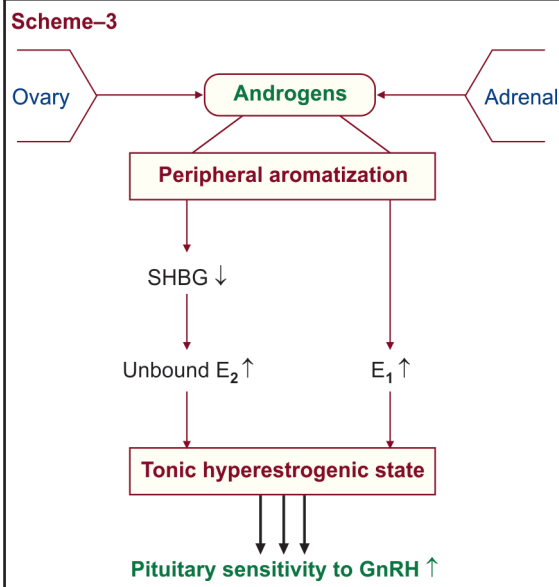 Scheme–3
Ovary
Androgens
Adrenal
Peripheral aromatization
SHBG ↓
Unbound E₂ ↑
E₁ ↑
Tonic hyperestrogenic state
Pituitary sensitivity to GnRH ↑